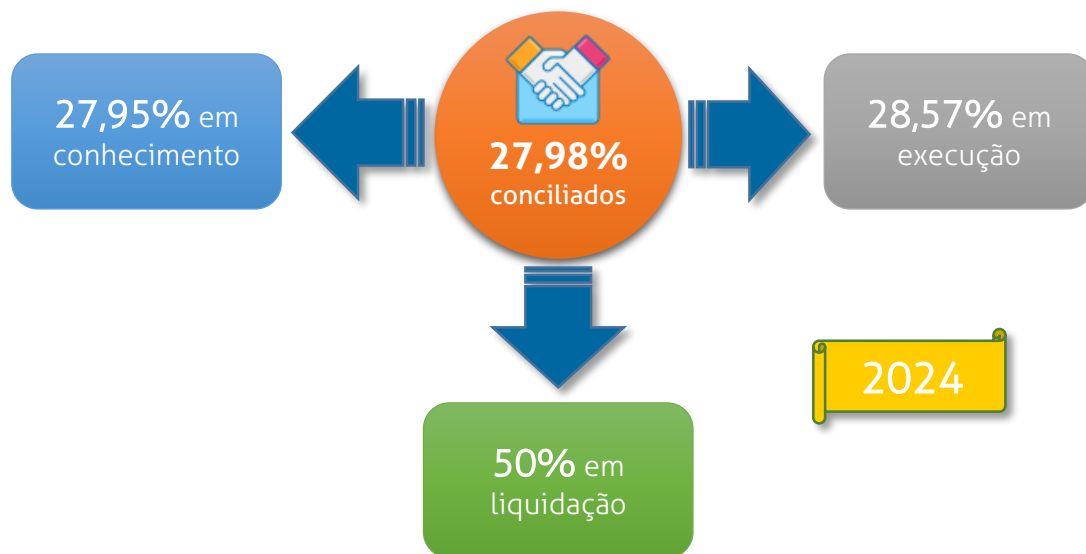 27,95% em
conhecimento
27,98%
conciliados
28,57% em
execução
2024
50% em
liquidação